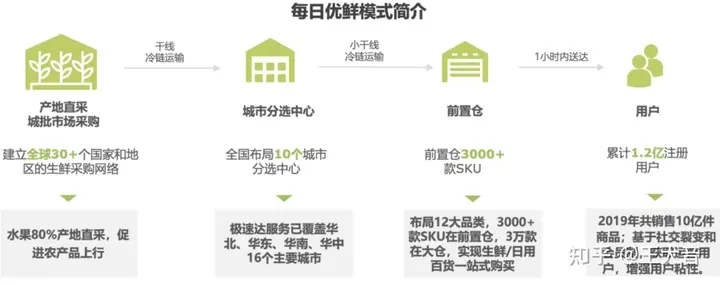 每日优鲜模式简介
干线
冷链运输
小干线
冷链运输
1小时内送达
产地直采
城批市场采购
城市分选中心
前置仓
用户
建立全球30+个国家和地
区的生鲜采购网络
全国布局10个城市
分选中心
前置仓3000+
款SKU
累计1.2亿注册
用户
水果80%产地直采，促
进农产品上行
极速达服务已覆盖华
北、华东、华南、华中
16个主要城市
布局12大品类，3000+
款SKU在前置仓，3万款
在大仓，实现生鲜/日用
百货一站式购买
2019年共销售10亿件
商品；基于社交裂变和
用
户，增强用户粘性。
知乎